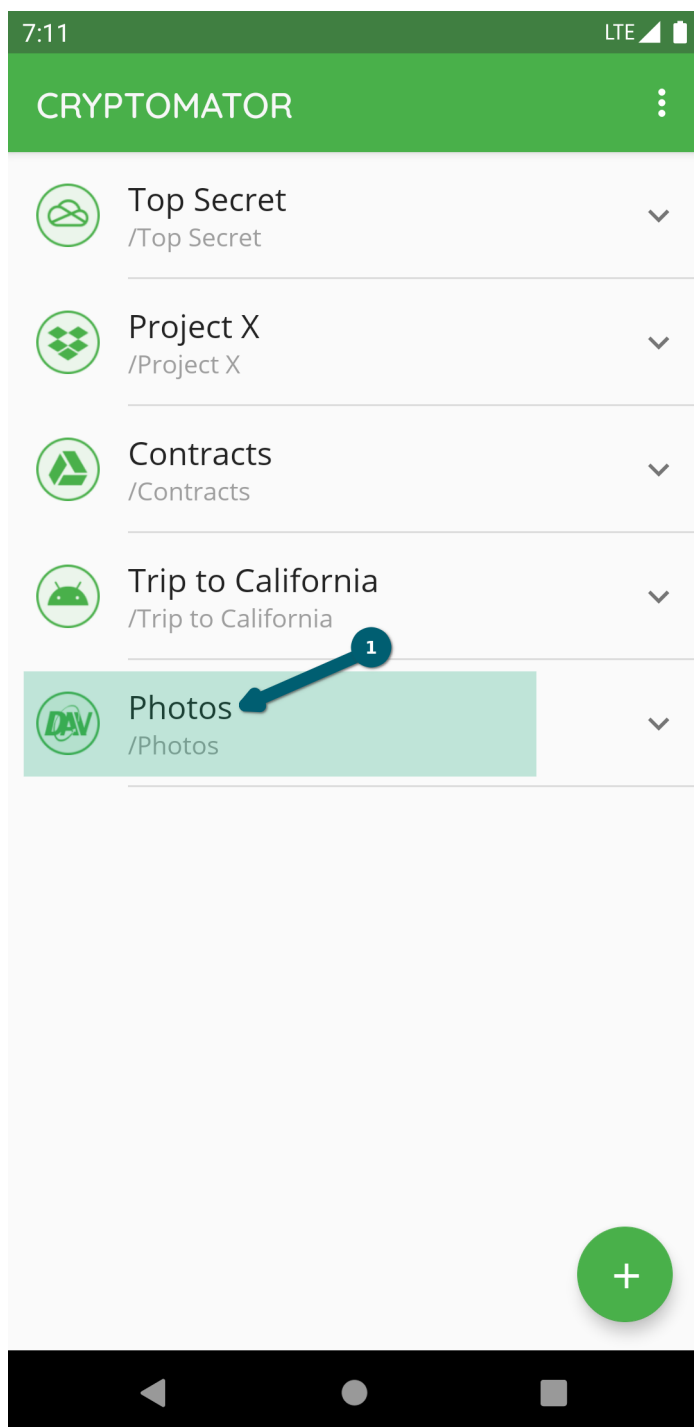 7:11 LTE
CRYPTOMATOR
Top Secret
/Top Secret
Project X
/Project X
Contracts
/Contracts
Trip to California
/Trip to California
1
Photos
DAV
/Photos
+